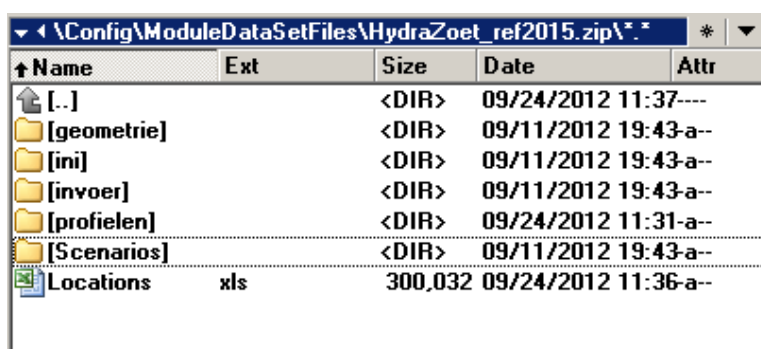 \Config\ModuleDataSetFiles\HydraZoet_ref2015.zip\*.* *
Name Ext Size Date Attr
[..] <DIR> 09/24/2012 11:37 ----
[geometrie] <DIR> 09/11/2012 19:43 -a--
[ini] <DIR> 09/11/2012 19:43 -a--
[invoer] <DIR> 09/11/2012 19:43 -a--
[profielen] <DIR> 09/24/2012 11:31 -a--
[Scenarios] <DIR> 09/11/2012 19:43 -a--
Locations xls 300,032 09/24/2012 11:36 -a--